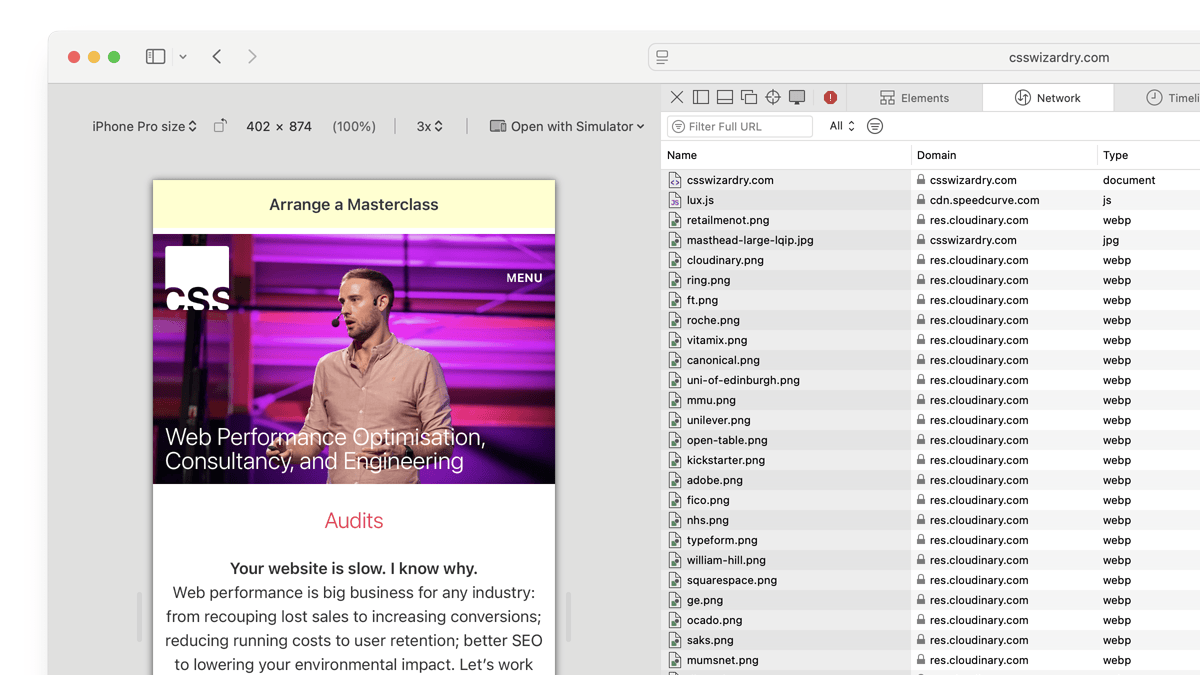 csswizardry.com
iPhone Pro size 402 × 874 (100%) 3x Open with Simulator
Arrange a Masterclass
css
MENU
Web Performance Optimisation,
Consultancy, and Engineering
Audits
Your website is slow. I know why.
Web performance is big business for any industry:
from recouping lost sales to increasing conversions;
reducing running costs to user retention; better SEO
to lowering your environmental impact. Let’s work
Elements Network Timeli
Filter Full URL All
Name Domain Type
csswizardry.com csswizardry.com document
lux.js cdn.speedcurve.com js
retailmenot.png res.cloudinary.com webp
masthead-large-lqip.jpg csswizardry.com jpg
cloudinary.png res.cloudinary.com webp
ring.png res.cloudinary.com webp
ft.png res.cloudinary.com webp
roche.png res.cloudinary.com webp
vitamix.png res.cloudinary.com webp
canonical.png res.cloudinary.com webp
uni-of-edinburgh.png res.cloudinary.com webp
mmu.png res.cloudinary.com webp
unilever.png res.cloudinary.com webp
open-table.png res.cloudinary.com webp
kickstarter.png res.cloudinary.com webp
adobe.png res.cloudinary.com webp
fico.png res.cloudinary.com webp
nhs.png res.cloudinary.com webp
typeform.png res.cloudinary.com webp
william-hill.png res.cloudinary.com webp
squarespace.png res.cloudinary.com webp
ge.png res.cloudinary.com webp
ocado.png res.cloudinary.com webp
saks.png res.cloudinary.com webp
mumsnet.png res.cloudinary.com webp